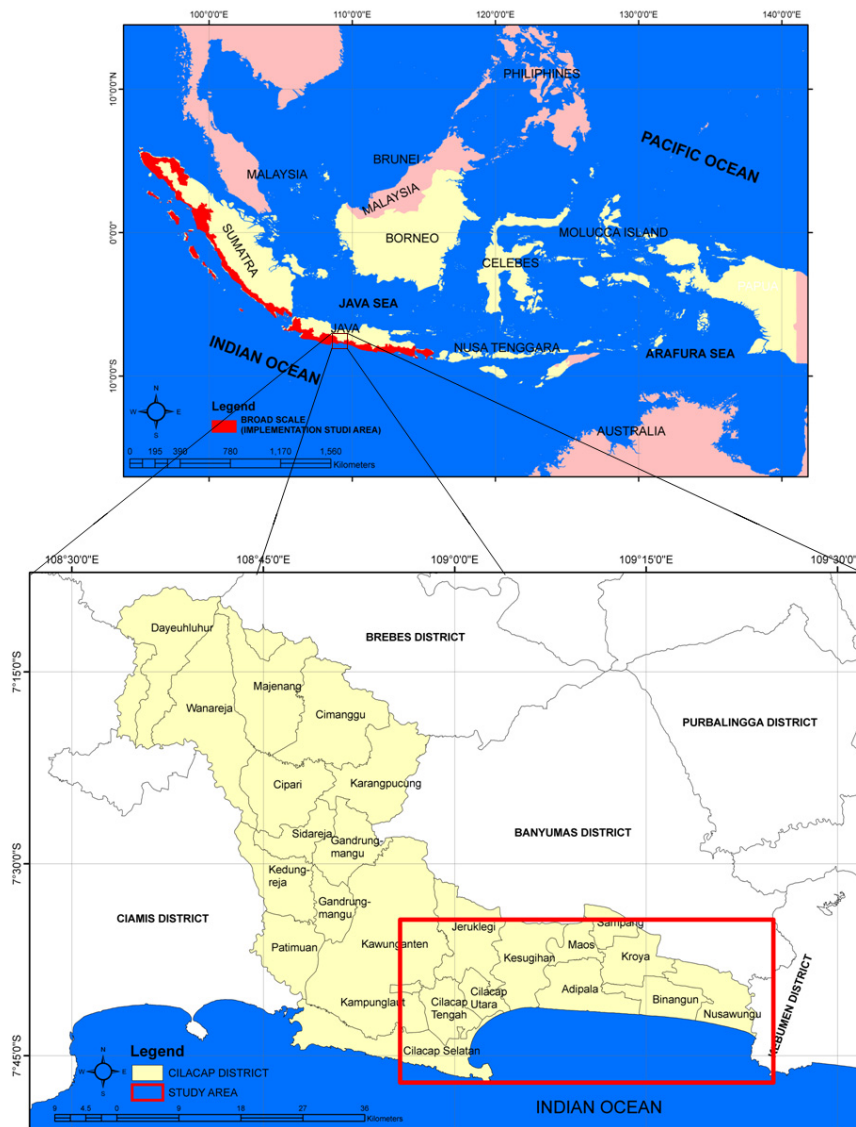 100°0'0"E 110°0'0"E 120°0'0"E 130°0'0"E 140°0'0"E
10°0'0"N
0°0'0"
10°0'0"S
PHILIPHINES
PACIFIC OCEAN
BRUNEI
MALAYSIA
MALAYSIA
SUMATRA
BORNEO
MOLUCCA ISLAND
CELEBES
PAPUA
JAVA SEA
JAVA
NUSA TENGGARA
ARAFURA SEA
INDIAN OCEAN
AUSTRALIA
N
W E
S
Legend
BROAD SCALE
(IMPLEMENTATION STUDI AREA)
0 195 390 780 1,170 1,560
Kilometers
108°30'0"E 108°45'0"E 109°0'0"E 109°15'0"E 109°30'0"E
7°15'0"S
7°30'0"S
7°45'0"S
Dayeuhluhur
BREBES DISTRICT
Majenang
Wanareja
Cimanggu
PURBALINGGA DISTRICT
Cipari
Karangpucung
Sidareja
Gandrung-
mangu
BANYUMAS DISTRICT
Kedung-
reja
Gandrung-
mangu
CIAMIS DISTRICT
Patimuan
Kawunganten
Jeruklegi
Sampang
Kesugihan
Maos
Kroya
Kampunglaut
Cilacap
Tengah
Cilacap
Utara
Adipala
Binangun
Nusawungu
KEBUMEN DISTRICT
Cilacap Selatan
N
W E
S
Legend
CILACAP DISTRICT
STUDY AREA
9 4.5 0 9 18 27 36
Kilometers
INDIAN OCEAN